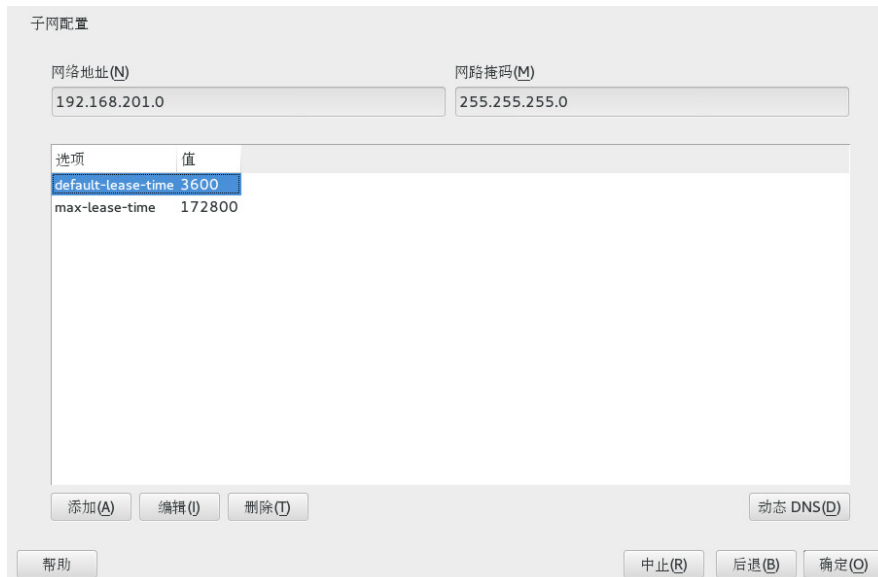 子网配置
网络地址(N) 网路掩码(M)
192.168.201.0 255.255.255.0
选项 值
default-lease-time 3600
max-lease-time 172800
添加(A) 编辑(I) 删除(T) 动态 DNS(D)
帮助 中止(R) 后退(B) 确定(O)